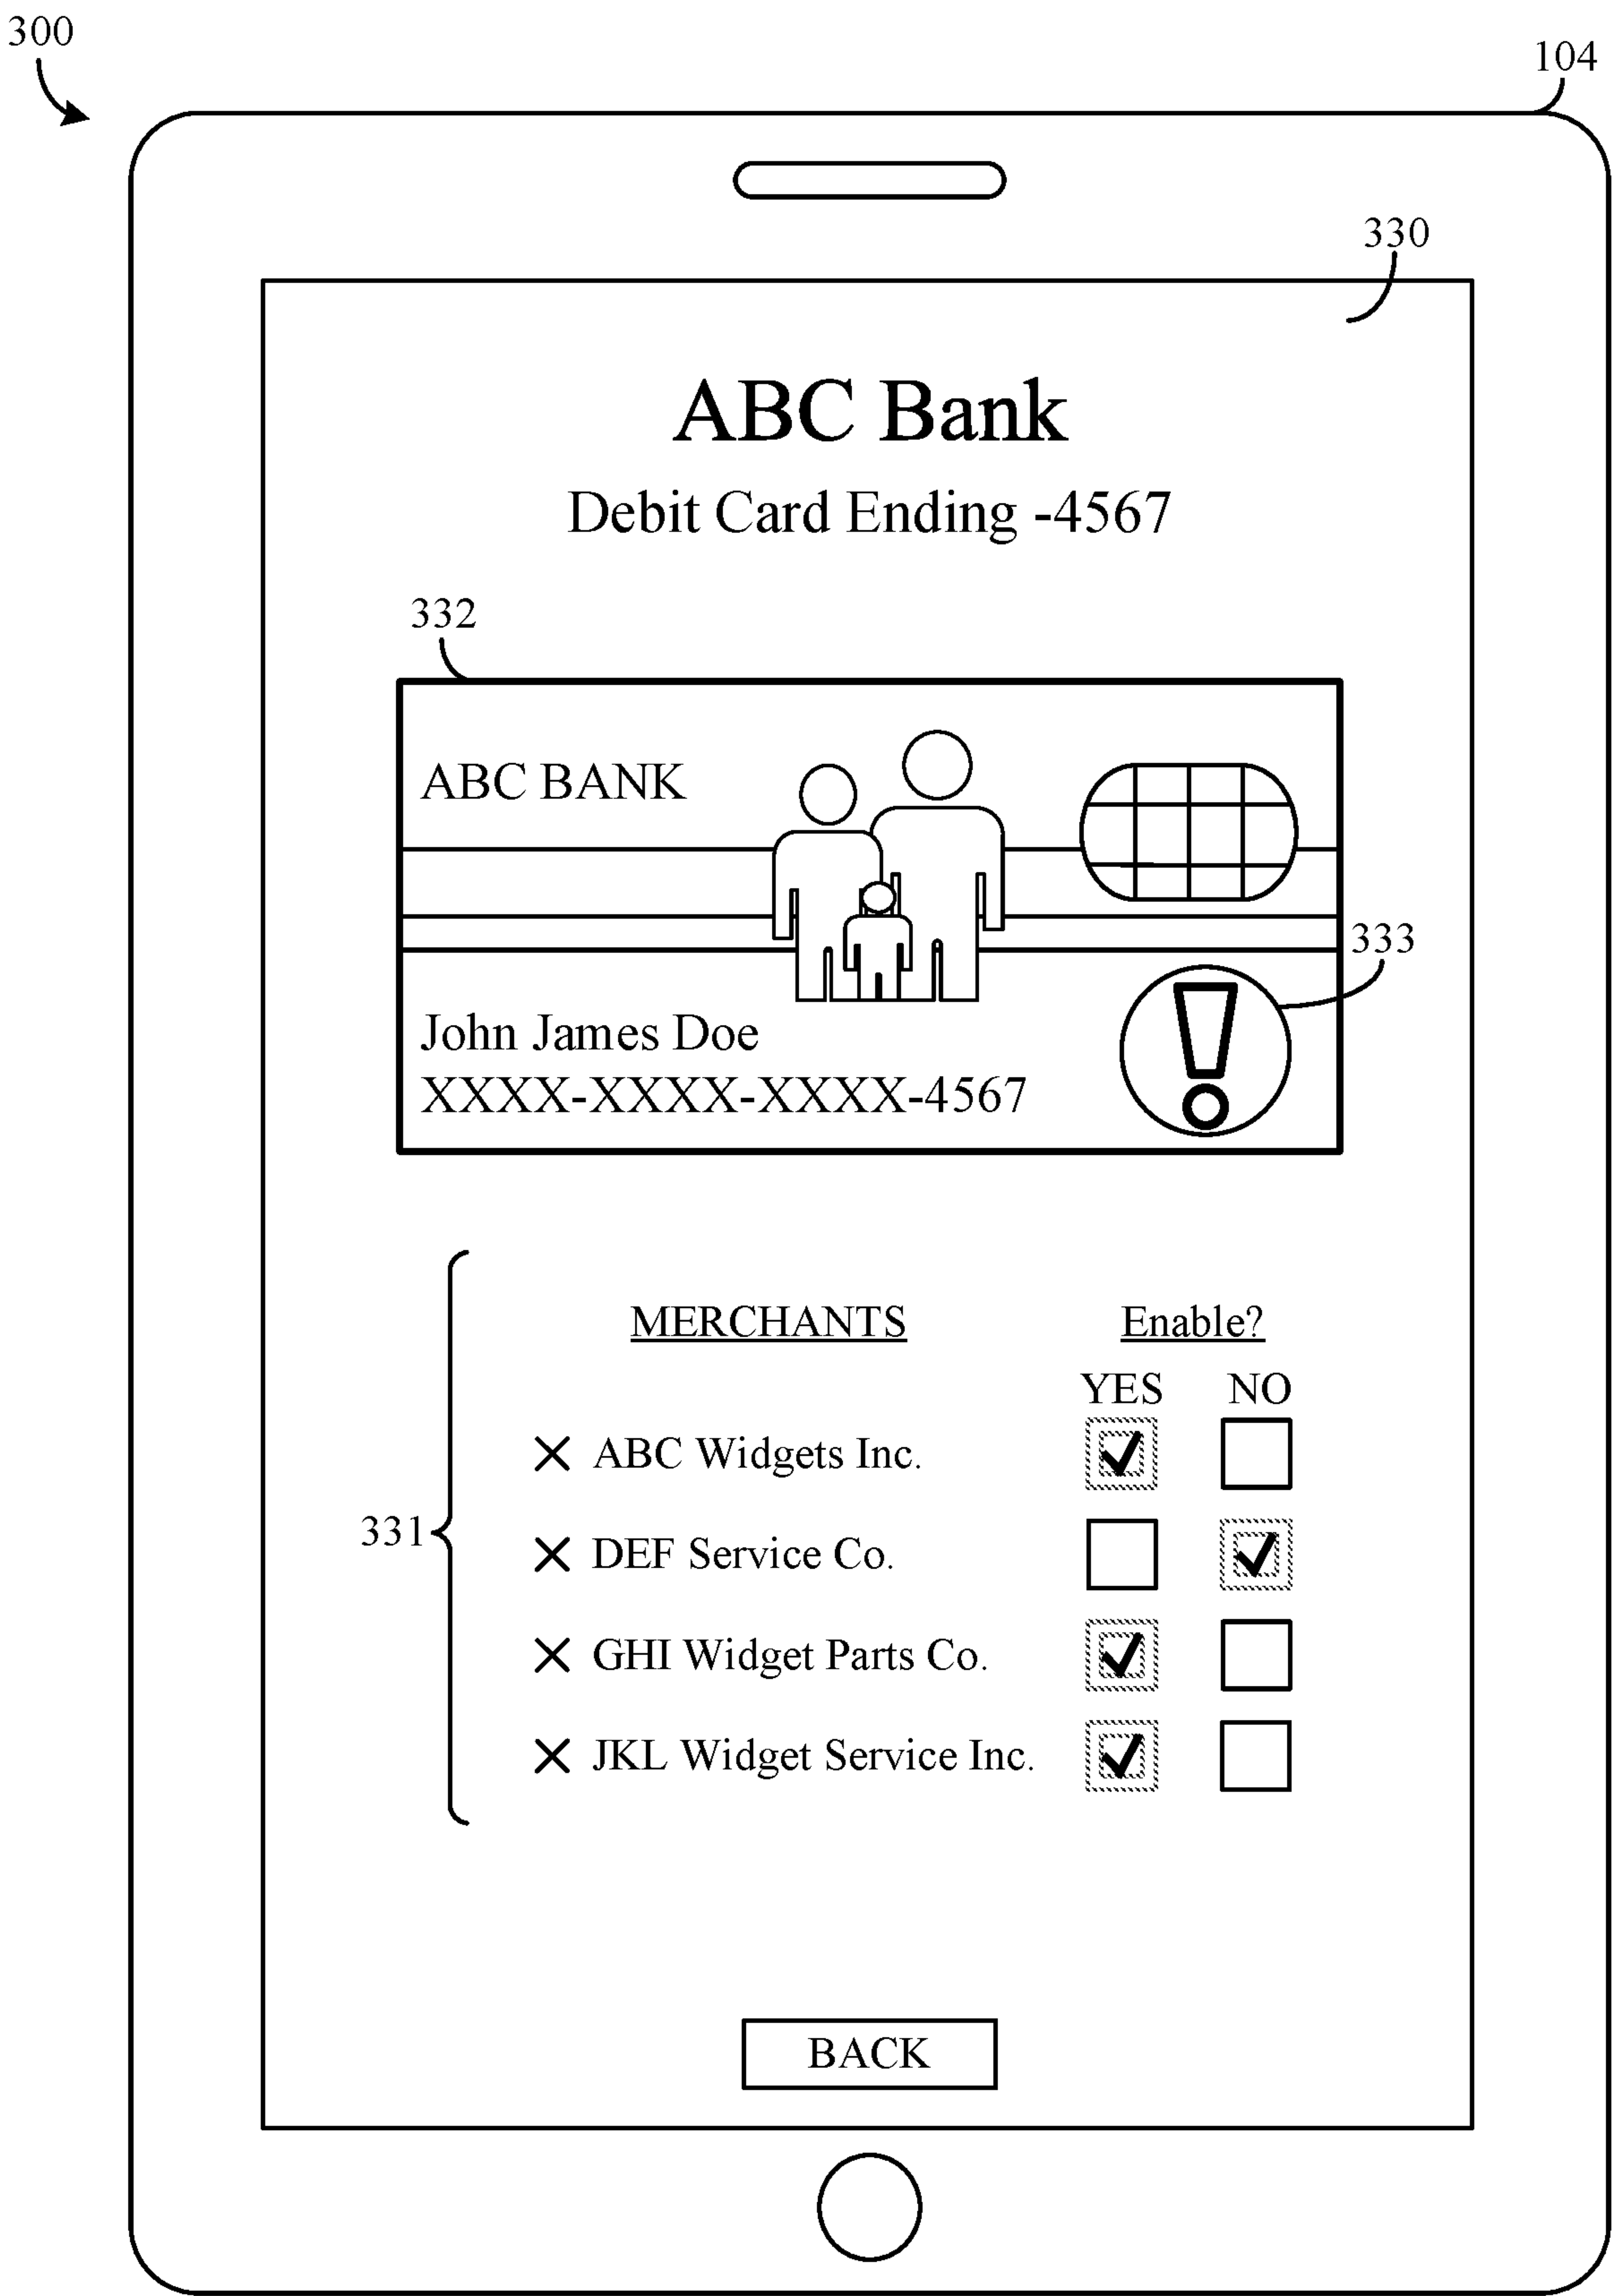 300
104
330
ABC Bank
Debit Card Ending -4567
332
ABC BANK
333
John James Doe
XXXX-XXXX-XXXX-4567
MERCHANTS Enable?
YES NO
ABC Widgets Inc.
331
DEF Service Co.
GHI Widget Parts Co.
JKL Widget Service Inc.
BACK